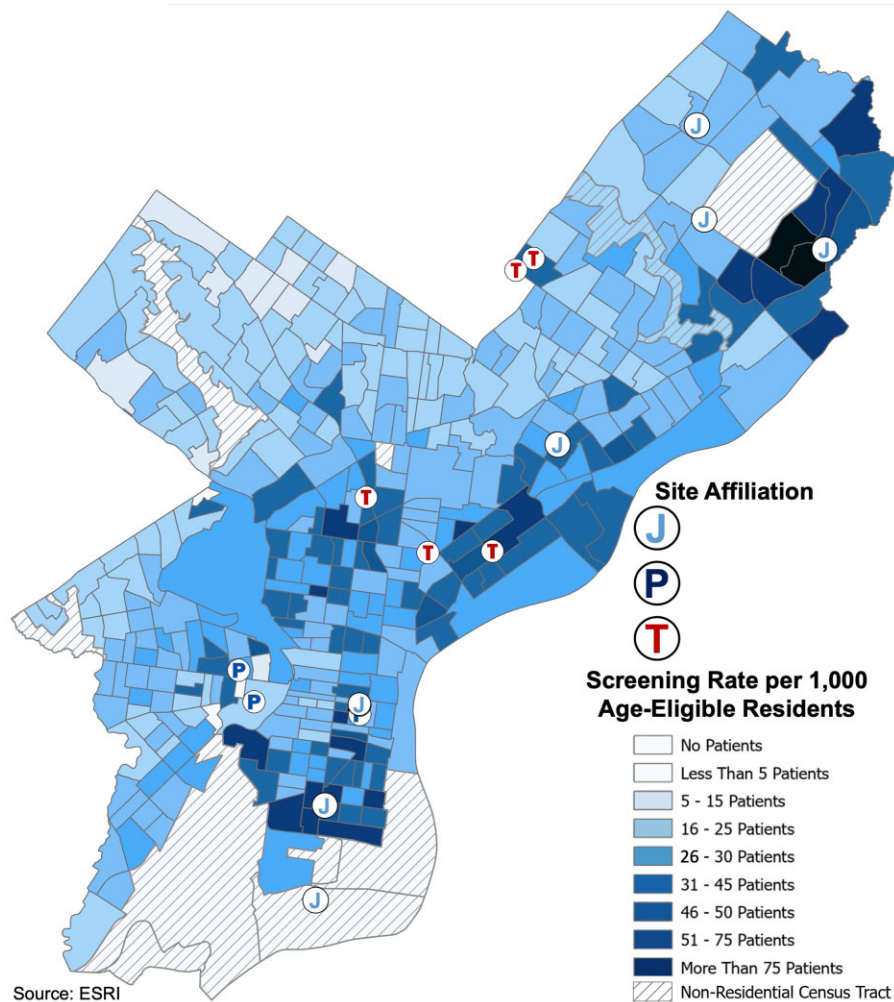 J
J
J
T
T
J
T
T
T
P
P
J
P
J
J
Site Affiliation
J
P
T
Screening Rate per 1,000
Age-Eligible Residents
No Patients
Less Than 5 Patients
5 - 15 Patients
16 - 25 Patients
26 - 30 Patients
31 - 45 Patients
46 - 50 Patients
51 - 75 Patients
More Than 75 Patients
Non-Residential Census Tract
Source: ESRI